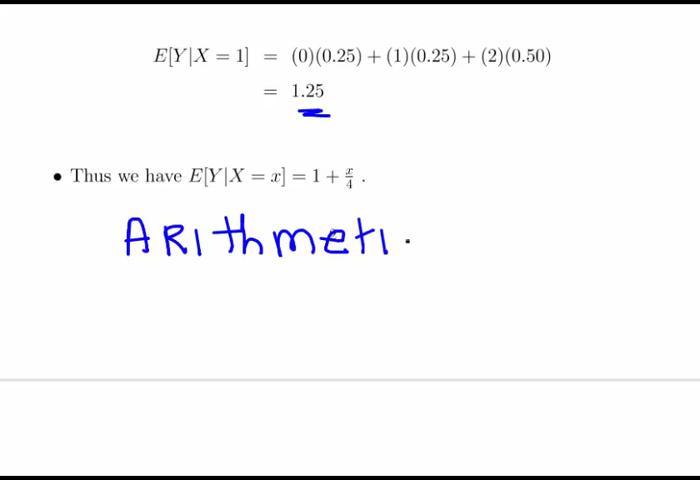 E[Y|X = 1] = (0)(0.25) + (1)(0.25) + (2)(0.50)
= 1.25
• Thus we have E[Y|X = x] = 1 + x/4 .
ARIthmeti